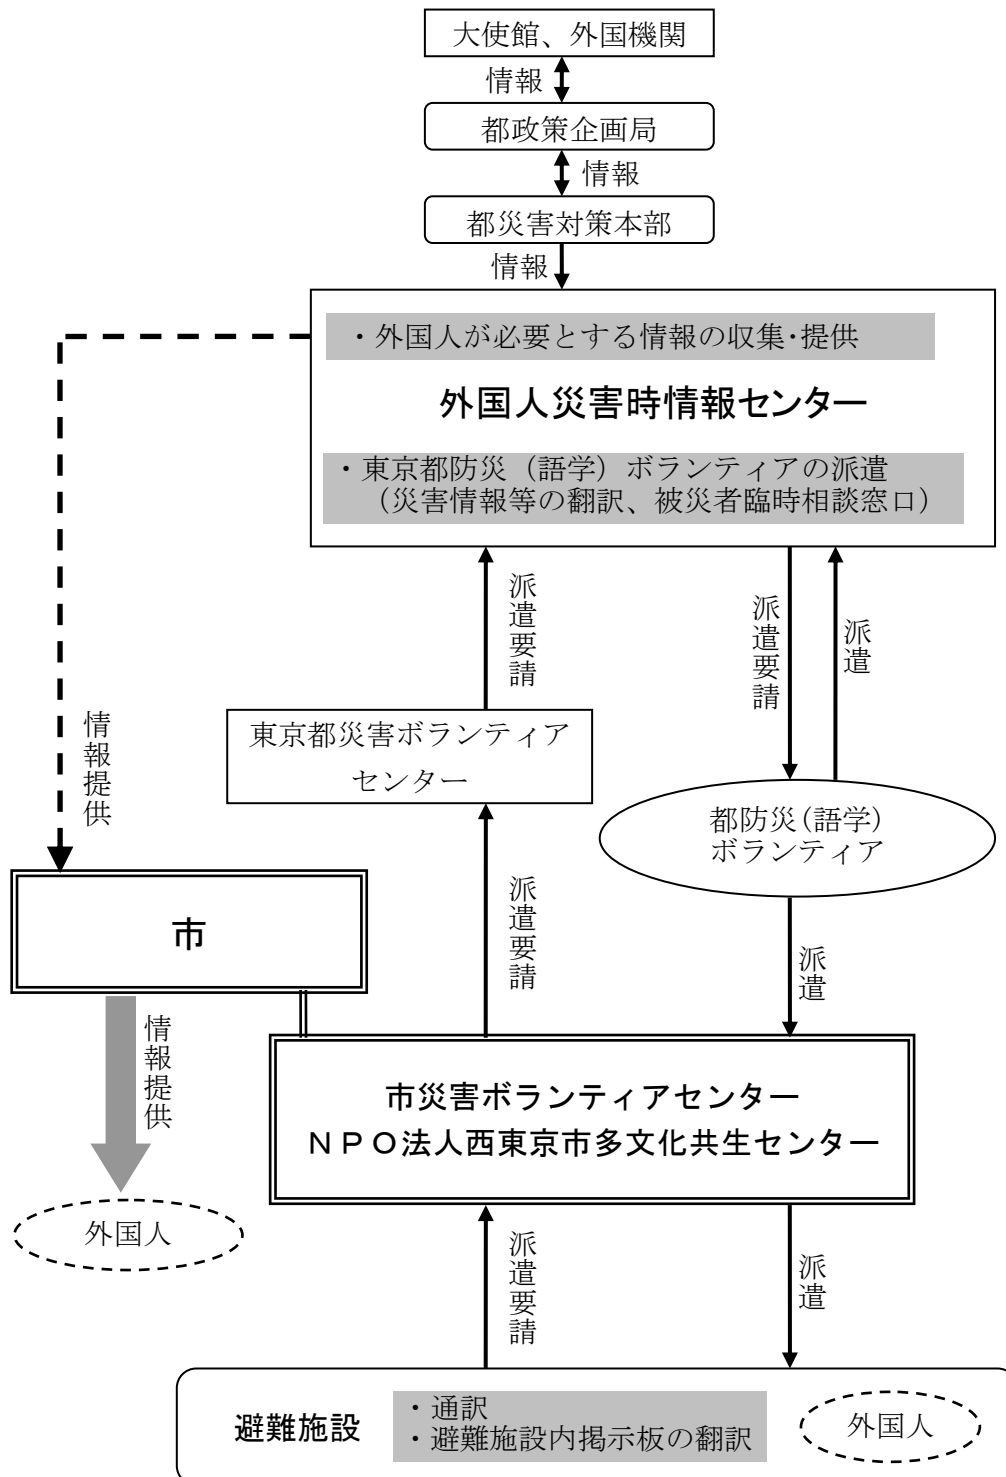 大使館、外国機関
情報
都政策企画局
情報
都災害対策本部
情報
・外国人が必要とする情報の収集･提供
外国人災害時情報センター
・東京都防災（語学）ボランティアの派遣
（災害情報等の翻訳、被災者臨時相談窓口）
派遣要請
派遣要請
派遣
情報提供
東京都災害ボランティア
センター
都防災(語学)
ボランティア
市
派遣要請
派遣
情報提供
市災害ボランティアセンター
ＮＰＯ法人西東京市多文化共生センター
外国人
派遣要請
派遣
避難施設
・通訳
・避難施設内掲示板の翻訳
外国人